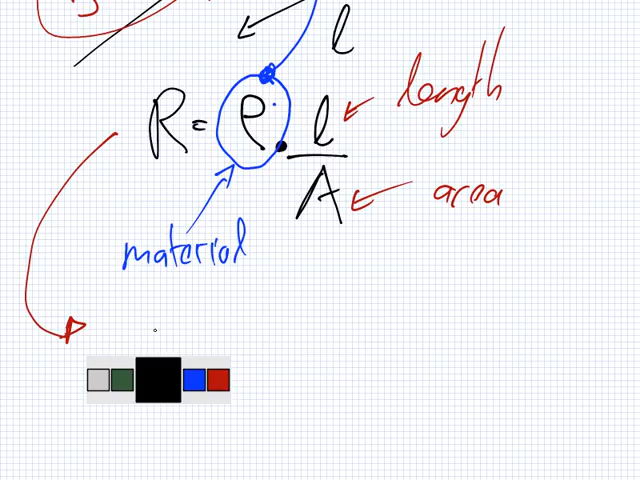 l
R = ρ · l / A
length
area
material